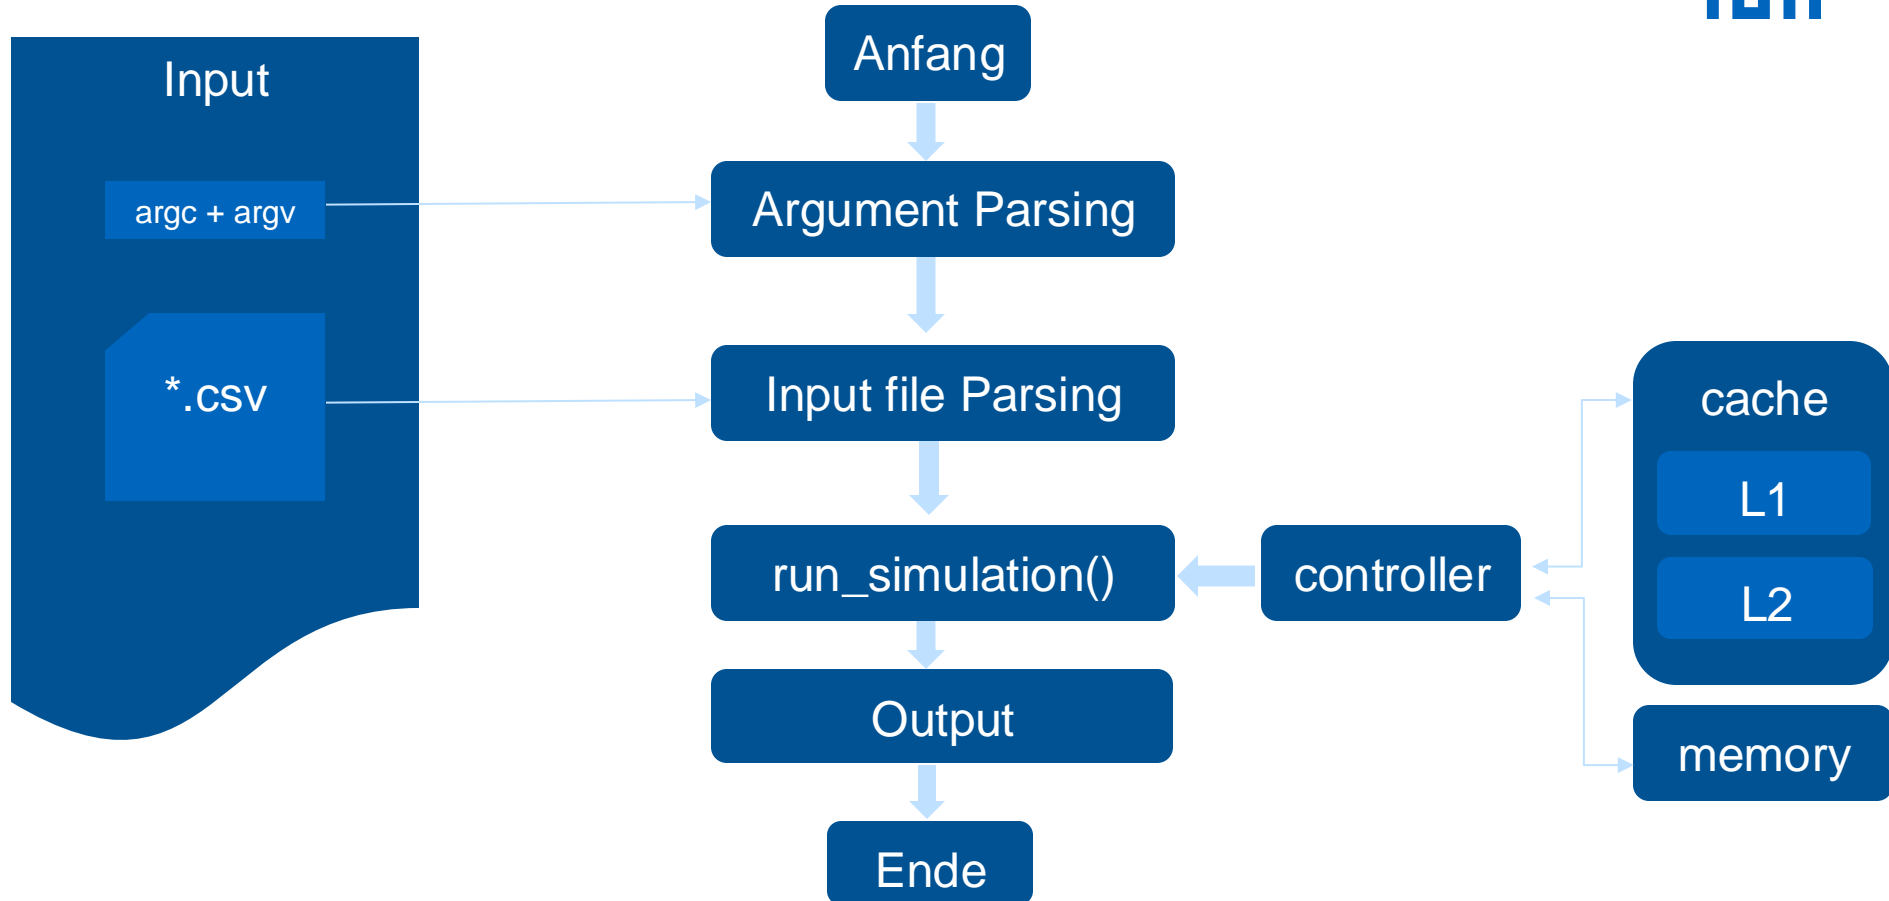 Input
argc + argv
*.csv
Anfang
Argument Parsing
Input file Parsing
run_simulation()
Output
Ende
controller
cache
L1
L2
memory